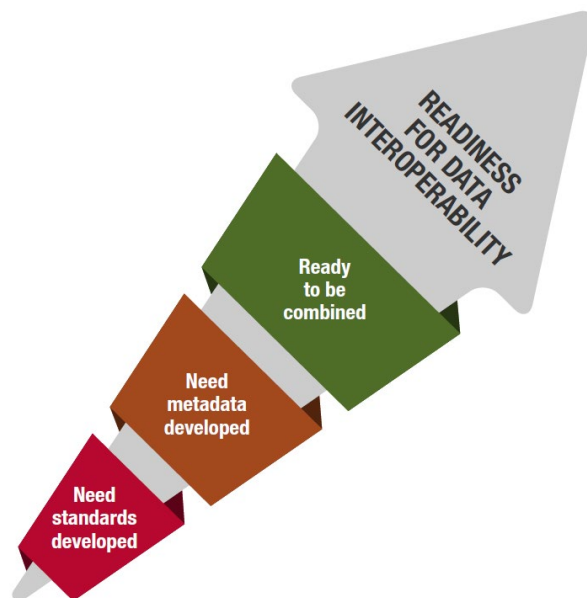 READINESS
FOR DATA
INTEROPERABILITY
Ready
to be
combined
Need
metadata
developed
Need
standards
developed